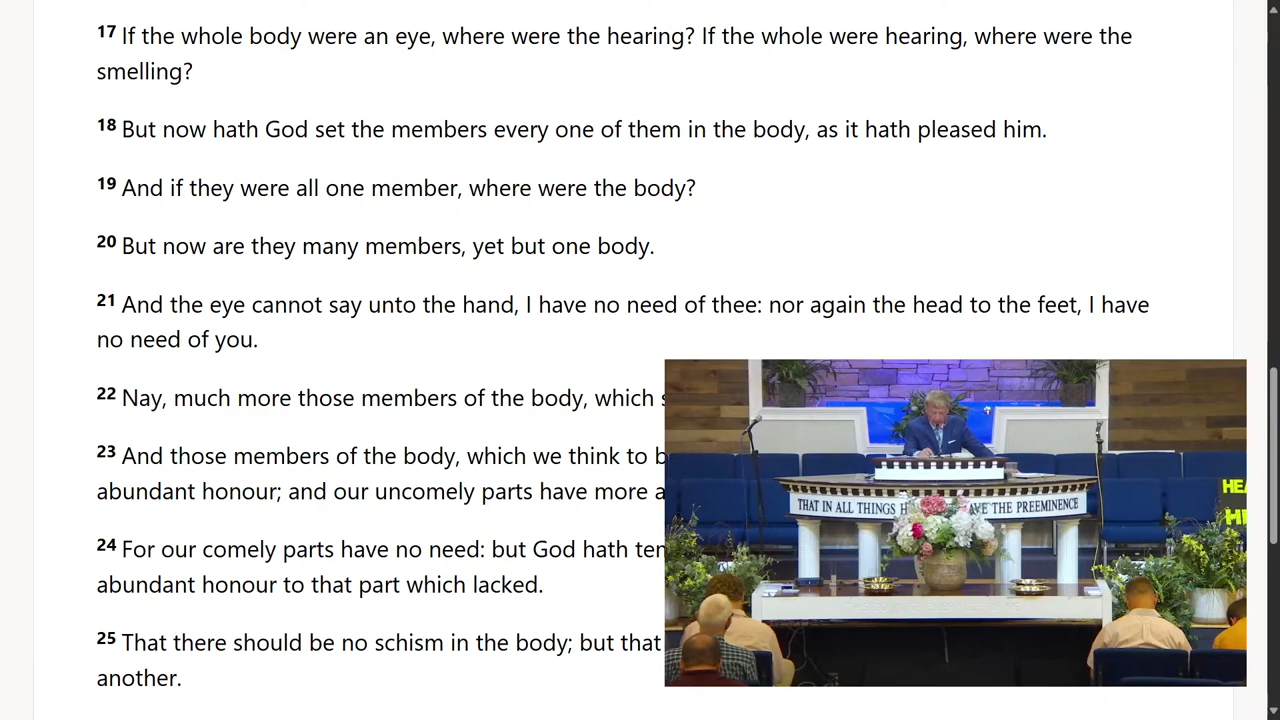 17 If the whole body were an eye, where were the hearing? If the whole were hearing, where were the
smelling?
18 But now hath God set the members every one of them in the body, as it hath pleased him.
19 And if they were all one member, where were the body?
20 But now are they many members, yet but one body.
21 And the eye cannot say unto the hand, I have no need of thee: nor again the head to the feet, I have
no need of you.
22 Nay, much more those members of the body, which
23 And those members of the body, which we think to b
abundant honour; and our uncomely parts have more a
24 For our comely parts have no need: but God hath ten
abundant honour to that part which lacked.
25 That there should be no schism in the body; but that
another.
THAT IN ALL THINGS H AVE THE PREEMINENCE
HEA